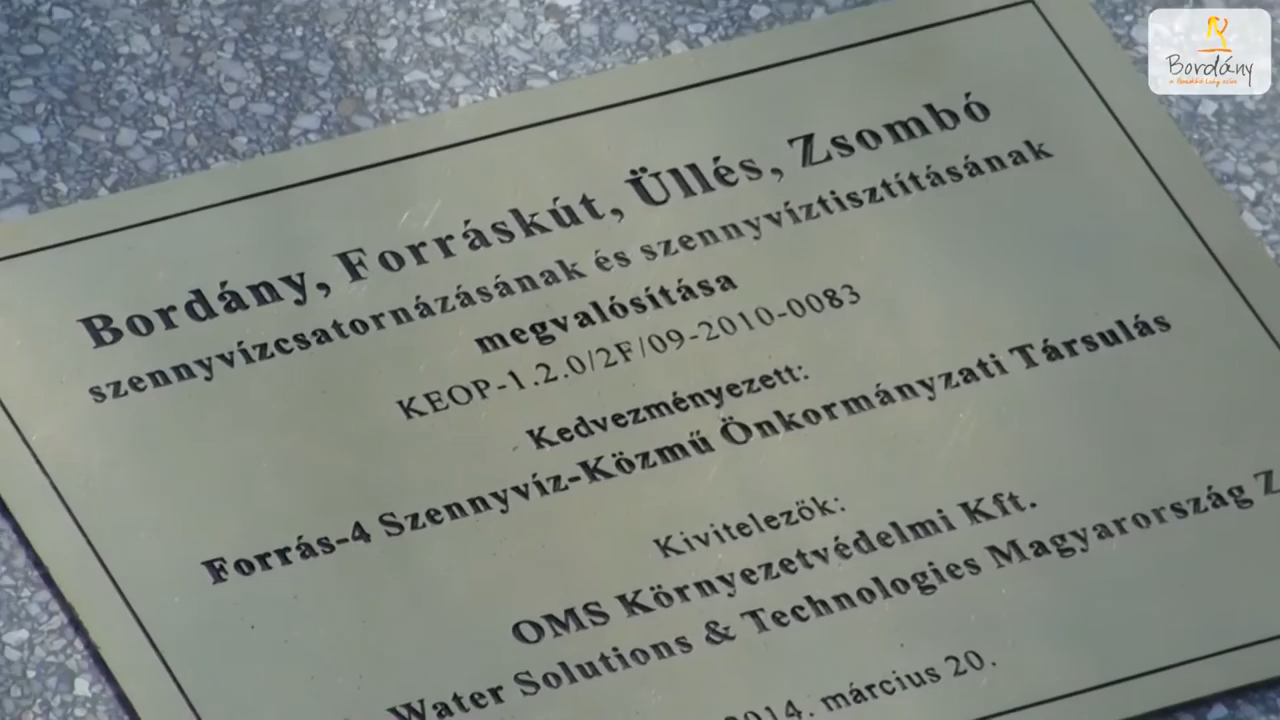 Bordány
Bordány, Forráskút, Üllés, Zsombó
szennyvízcsatornázásának és szennyvíztisztításának
megvalósítása
KEOP-1.2.0/2F/09-2010-0083
Kedvezményezett:
Forrás-4 Szennyvíz-Közmű Önkormányzati Társulás
Kivitelezők:
OMS Környezetvédelmi Kft.
Water Solutions & Technologies Magyarország Z
2014. március 20.